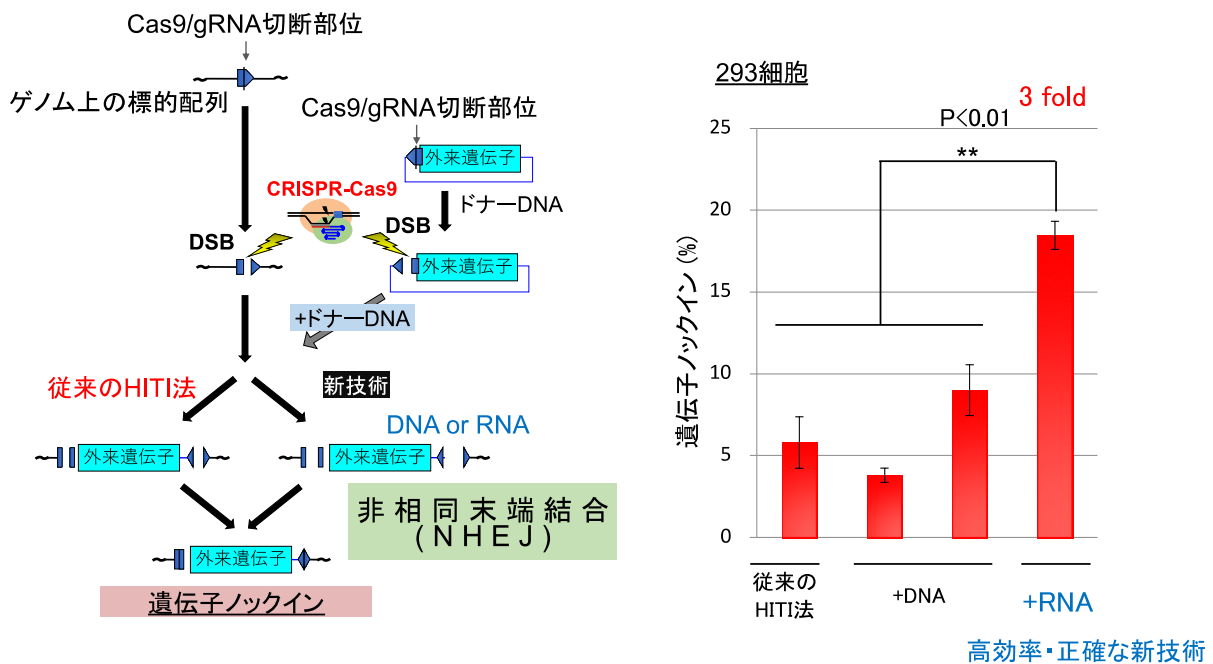 Cas9/gRNA切断部位
ゲノム上の標的配列
Cas9/gRNA切断部位
外来遺伝子
CRISPR-Cas9
ドナーDNA
DSB
DSB
外来遺伝子
+ドナーDNA
従来のHITI法
新技術
DNA or RNA
外来遺伝子
外来遺伝子
非相同末端結合
(NHEJ)
外来遺伝子
遺伝子ノックイン
293細胞
3 fold
P<0.01
**
遺伝子ノックイン (%)
25
20
15
10
5
0
従来の
HITI法
+DNA
+RNA
高効率・正確な新技術